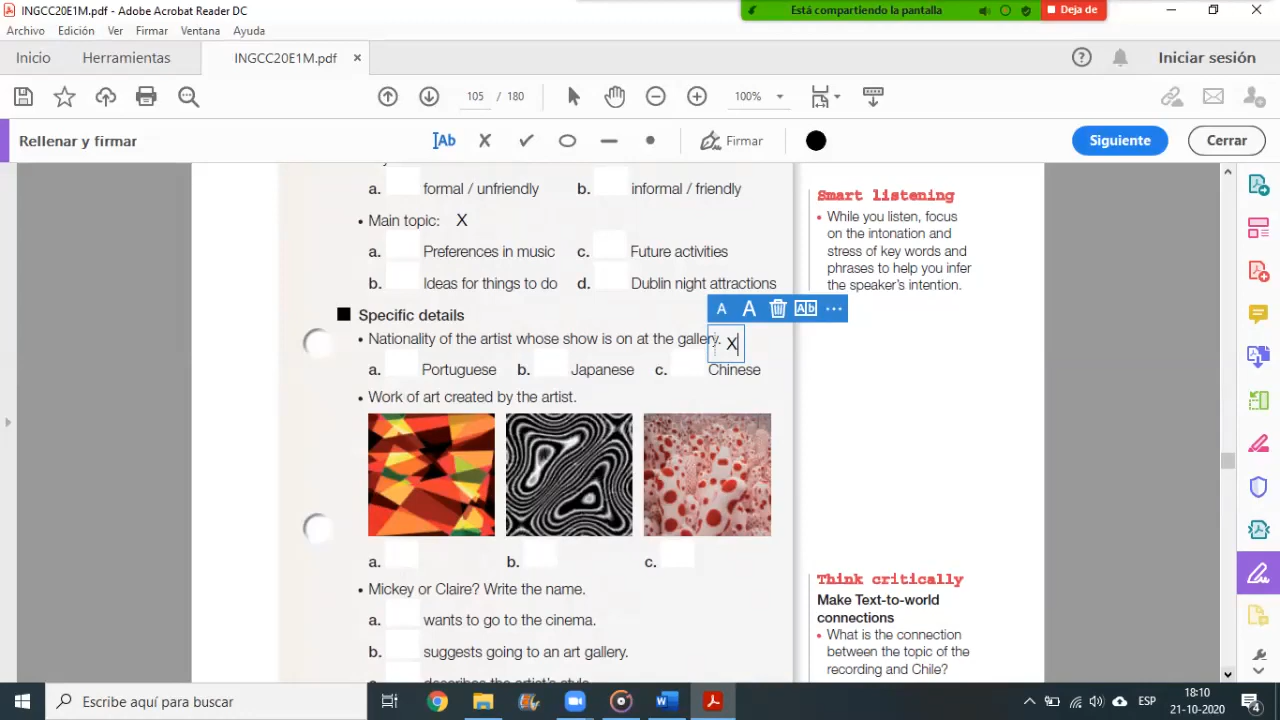 INGCC20E1M.pdf - Adobe Acrobat Reader DC
Está compartiendo la pantalla
Deja de
Archivo Edición Ver Firmar Ventana Ayuda
Inicio Herramientas INGCC20E1M.pdf × Iniciar sesión
105 / 180 100%
Rellenar y firmar Ab Firmar Siguiente Cerrar
a. formal / unfriendly b. informal / friendly
• Main topic: X
a. Preferences in music c. Future activities
b. Ideas for things to do d. Dublin night attractions
A A Ab ...
Specific details
• Nationality of the artist whose show is on at the gallery. X
a. Portuguese b. Japanese c. Chinese
• Work of art created by the artist.
a. b. c.
• Mickey or Claire? Write the name.
a. wants to go to the cinema.
b. suggests going to an art gallery.
describes the artist's style
Smart listening
• While you listen, focus
on the intonation and
stress of key words and
phrases to help you infer
the speaker's intention.
Think critically
Make Text-to-world
connections
• What is the connection
between the topic of the
recording and Chile?
Escribe aquí para buscar
ESP
18:10
21-10-2020
4